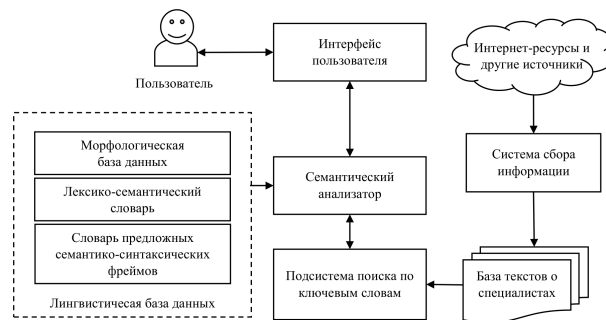 Пользователь
Интерфейс
пользователя
Интернет-ресурсы и
другие источники
Морфологическая
база данных
Лексико-семантический
словарь
Словарь предложных
семантико-синтаксических
фреймов
Лингвистичесая база данных
Семантический
анализатор
Система сбора
информации
Подсистема поиска по
ключевым словам
База текстов о
специалистах